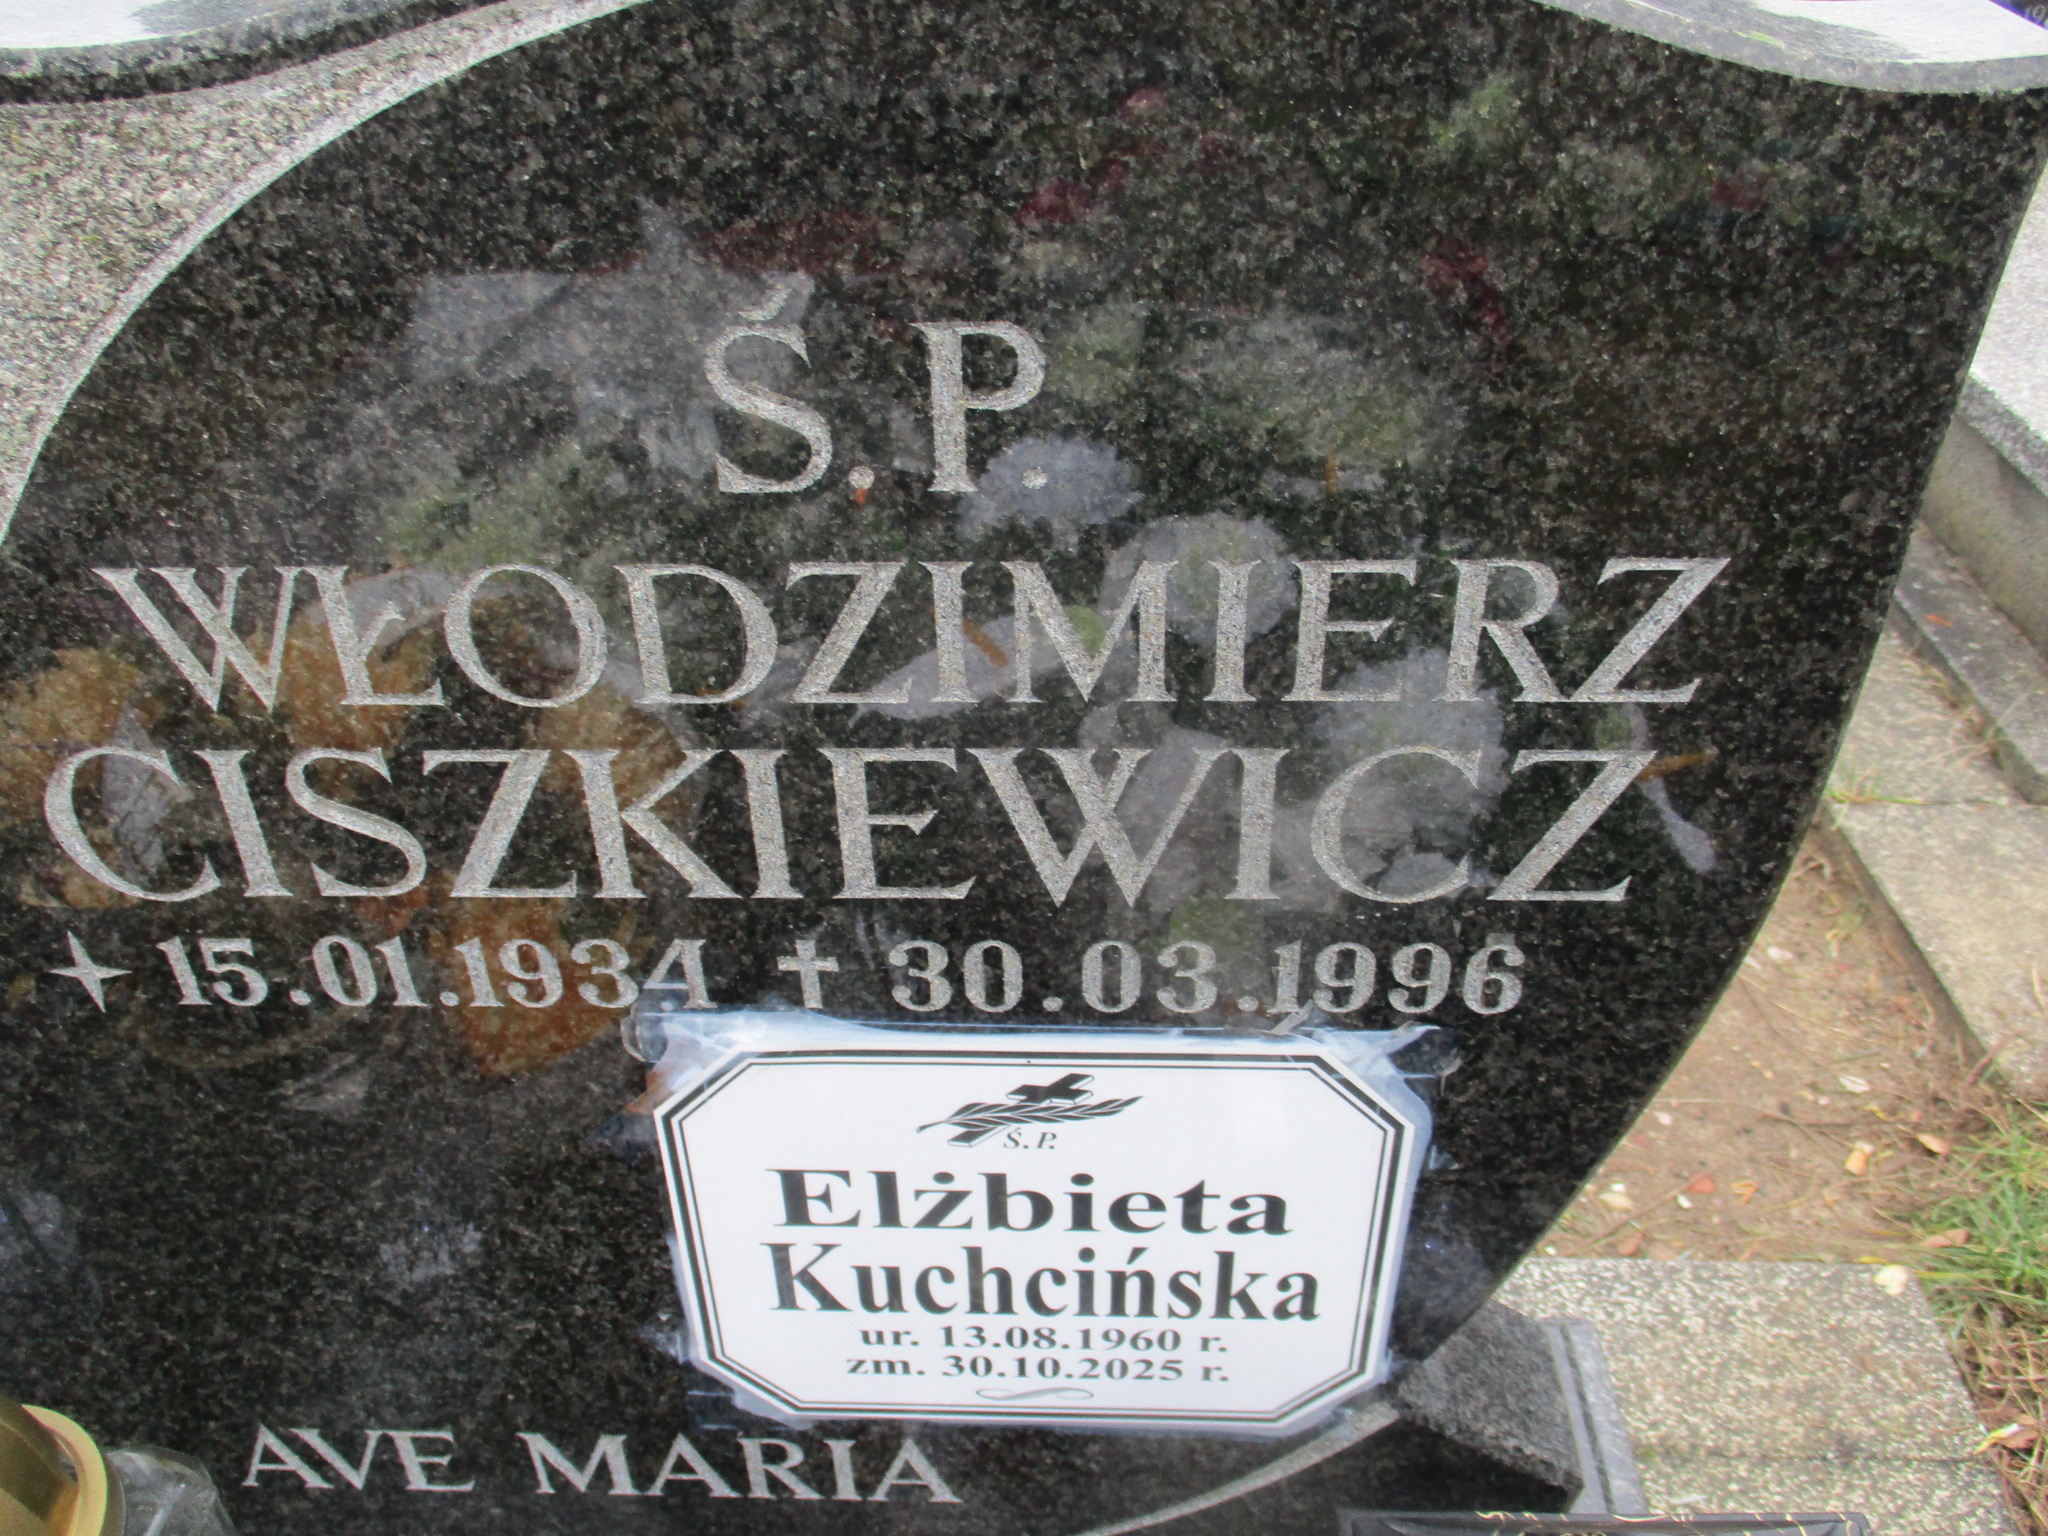 Ś.P.
WŁODZIMIERZ
CISZKIEWICZ
15.01.1934 ✝ 30.03.1996
Ś.P.
Elżbieta
Kuchcińska
ur. 13.08.1960 r.
zm. 30.10.2025 r.
AVE MARIA